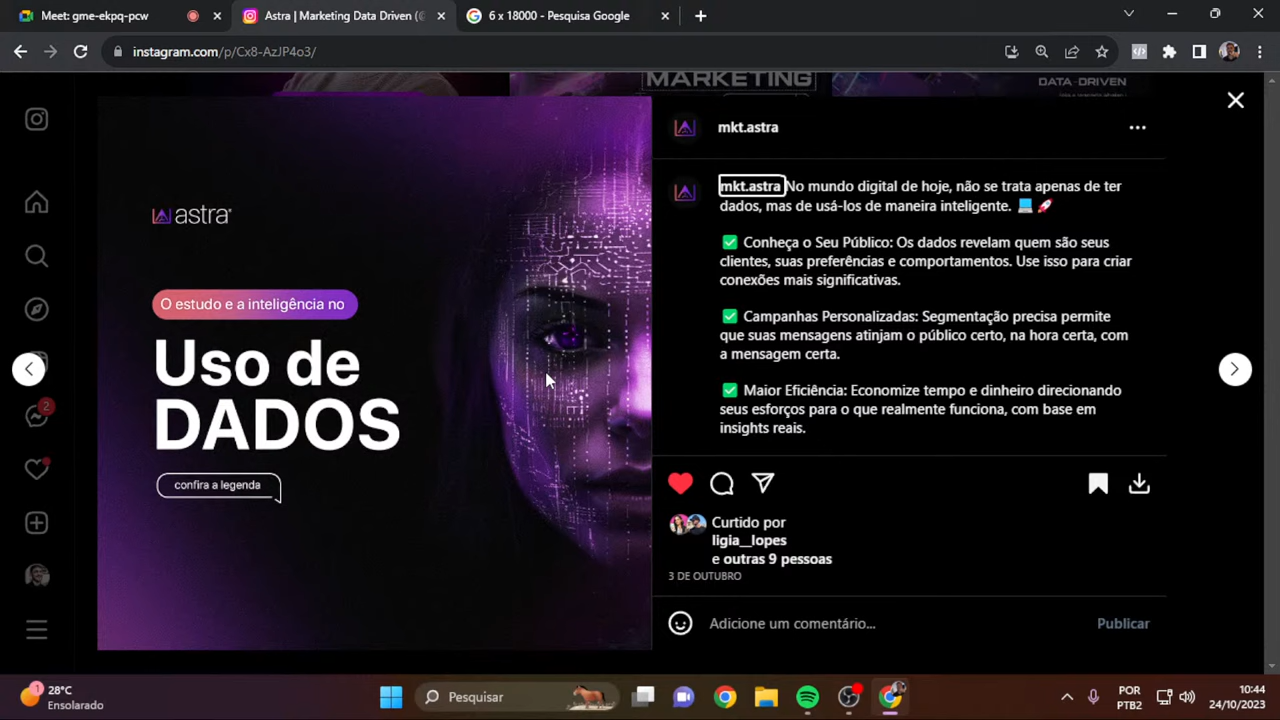 Meet: gme-ekpq-pcw
Astra | Marketing Data Driven (@
6 x 18000 - Pesquisa Google
instagram.com/p/Cx8-AzJP4o3/
MARKETING
DATA-DRIVEN
mkt.astra
astra
O estudo e a inteligência no
Uso de
DADOS
confira a legenda
mkt.astra No mundo digital de hoje, não se trata apenas de ter
dados, mas de usá-los de maneira inteligente. 💻 🚀
✅ Conheça o Seu Público: Os dados revelam quem são seus
clientes, suas preferências e comportamentos. Use isso para criar
conexões mais significativas.
✅ Campanhas Personalizadas: Segmentação precisa permite
que suas mensagens atinjam o público certo, na hora certa, com
a mensagem certa.
✅ Maior Eficiência: Economize tempo e dinheiro direcionando
seus esforços para o que realmente funciona, com base em
insights reais.
2
Curtido por
ligia__lopes
e outras 9 pessoas
3 DE OUTUBRO
Adicione um comentário...
Publicar
1
28°C
Ensolarado
Pesquisar
POR
PTB2
10:44
24/10/2023